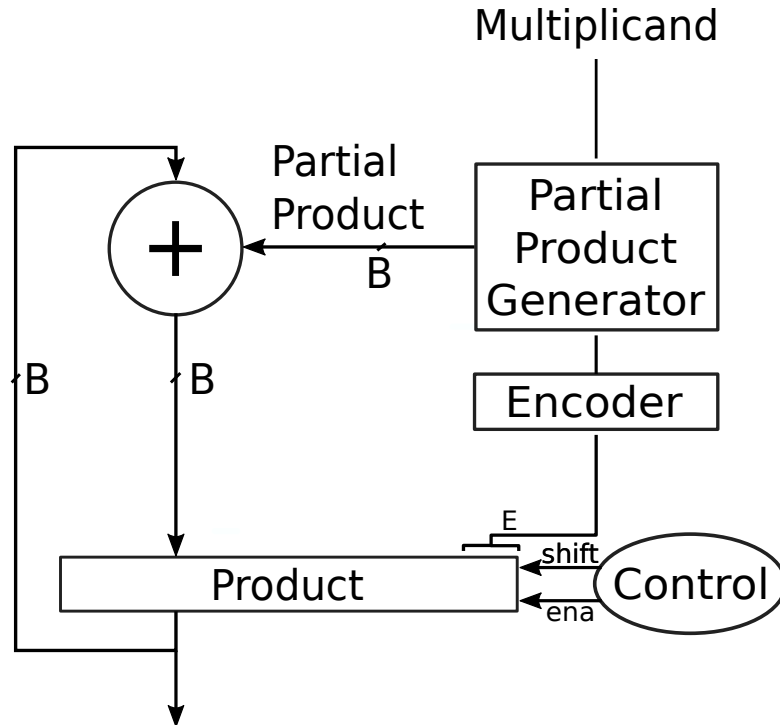 Multiplicand
Partial
Product
B
Partial
Product
Generator
B
B
Encoder
E
shift
Product
Control
ena